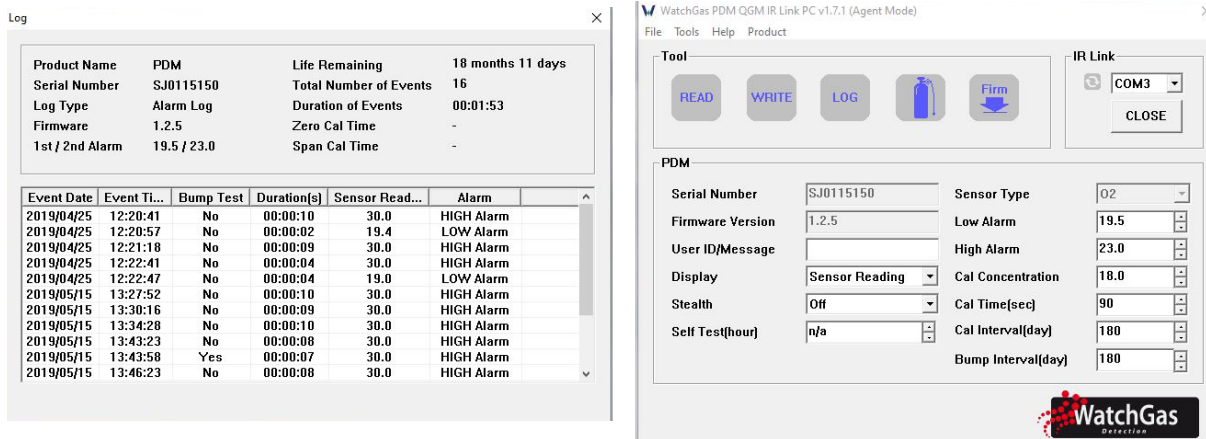 Log
Product Name PDM Life Remaining 18 months 11 days
Serial Number SJ0115150 Total Number of Events 16
Log Type Alarm Log Duration of Events 00:01:53
Firmware 1.2.5 Zero Cal Time -
1st / 2nd Alarm 19.5 / 23.0 Span Cal Time -
Event Date Event Ti... Bump Test Duration(s) Sensor Read... Alarm
2019/04/25 12:20:41 No 00:00:10 30.0 HIGH Alarm
2019/04/25 12:20:57 No 00:00:02 19.4 LOW Alarm
2019/04/25 12:21:18 No 00:00:09 30.0 HIGH Alarm
2019/04/25 12:22:41 No 00:00:04 30.0 HIGH Alarm
2019/04/25 12:22:47 No 00:00:04 19.0 LOW Alarm
2019/05/15 13:27:52 No 00:00:10 30.0 HIGH Alarm
2019/05/15 13:30:16 No 00:00:09 30.0 HIGH Alarm
2019/05/15 13:34:28 No 00:00:10 30.0 HIGH Alarm
2019/05/15 13:43:23 No 00:00:08 30.0 HIGH Alarm
2019/05/15 13:43:58 Yes 00:00:07 30.0 HIGH Alarm
2019/05/15 13:46:23 No 00:00:08 30.0 HIGH Alarm
WatchGas PDM QGM IR Link PC v1.7.1 (Agent Mode)
File Tools Help Product
Tool
READ WRITE LOG Firm
IR Link
COM3
CLOSE
PDM
Serial Number SJ0115150 Sensor Type O2
Firmware Version 1.2.5 Low Alarm 19.5
User ID/Message High Alarm 23.0
Display Sensor Reading Cal Concentration 18.0
Stealth Off Cal Time(sec) 90
Self Test(hour) n/a Cal Interval(day) 180
Bump Interval(day) 180
WatchGas
Detection